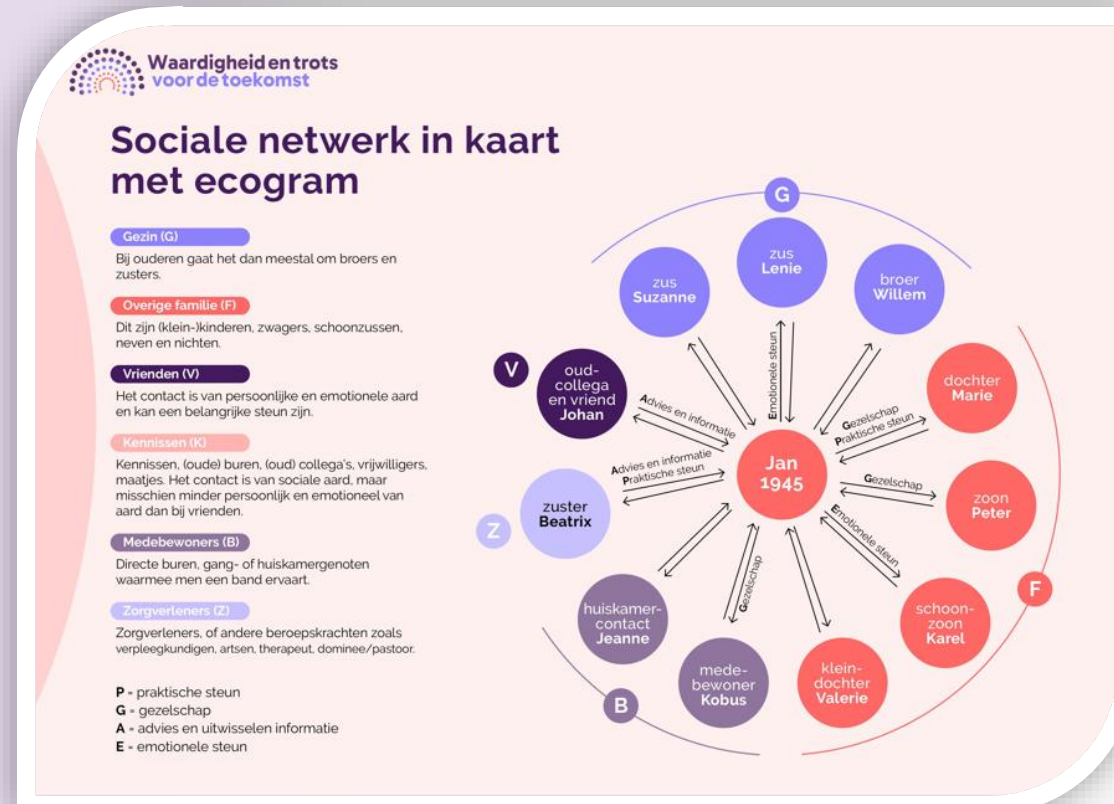 Waardigheid en trots
voor de toekomst
Sociale netwerk in kaart
met ecogram
Gezin (G)
Bij ouderen gaat het dan meestal om broers en
zusters.
Overige familie (F)
Dit zijn (klein-)kinderen, zwagers, schoonzussen,
neven en nichten.
Vrienden (V)
Het contact is van persoonlijke en emotionele aard
en kan een belangrijke steun zijn.
Kennissen (K)
Kennissen, (oude) buren, (oud) collega's, vrijwilligers,
maatjes. Het contact is van sociale aard, maar
misschien minder persoonlijk en emotioneel van
aard dan bij vrienden.
Medebewoners (B)
Directe buren, gang- of huiskamergenoten
waarmee men een band ervaart.
Zorgverleners (Z)
Zorgverleners, of andere beroepskrachten zoals
verpleegkundigen, artsen, therapeut, dominee/pastoor.
P = praktische steun
G = gezelschap
A = advies en uitwisselen informatie
E = emotionele steun
G
zus
Suzanne
zus
Lenie
broer
Willem
V
oud-
collega
en vriend
Johan
dochter
Marie
Emotionele steun
Advies en informatie
Gezelschap
Praktische steun
Jan
1945
Advies en informatie
Praktische steun
Gezelschap
zoon
Peter
Z
zuster
Beatrix
Emotionele steun
Gezelschap
F
huiskamer-
contact
Jeanne
schoon-
zoon
Karel
mede-
bewoner
Kobus
klein-
dochter
Valerie
B